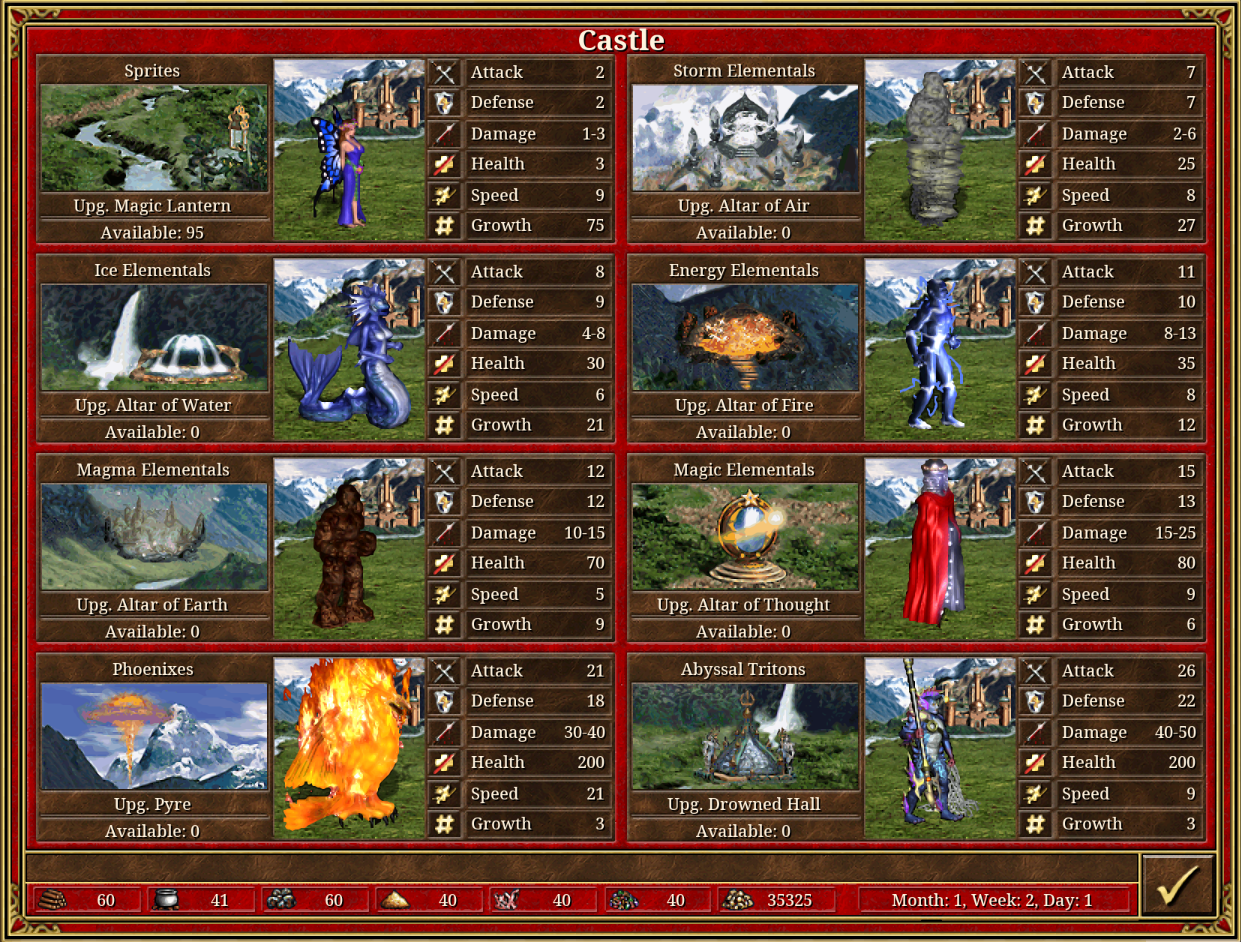 Castle
Sprites
Attack 2
Defense 2
Damage 1-3
Health 3
Speed 9
Growth 75
Upg. Magic Lantern
Available: 95
Storm Elementals
Attack 7
Defense 7
Damage 2-6
Health 25
Speed 8
Growth 27
Upg. Altar of Air
Available: 0
Ice Elementals
Attack 8
Defense 9
Damage 4-8
Health 30
Speed 6
Growth 21
Upg. Altar of Water
Available: 0
Energy Elementals
Attack 11
Defense 10
Damage 8-13
Health 35
Speed 8
Growth 12
Upg. Altar of Fire
Available: 0
Magma Elementals
Attack 12
Defense 12
Damage 10-15
Health 70
Speed 5
Growth 9
Upg. Altar of Earth
Available: 0
Magic Elementals
Attack 15
Defense 13
Damage 15-25
Health 80
Speed 9
Growth 6
Upg. Altar of Thought
Available: 0
Phoenixes
Attack 21
Defense 18
Damage 30-40
Health 200
Speed 21
Growth 3
Upg. Pyre
Available: 0
Abyssal Tritons
Attack 26
Defense 22
Damage 40-50
Health 200
Speed 9
Growth 3
Upg. Drowned Hall
Available: 0
60 41 60 40 40 40 35325 Month: 1, Week: 2, Day: 1